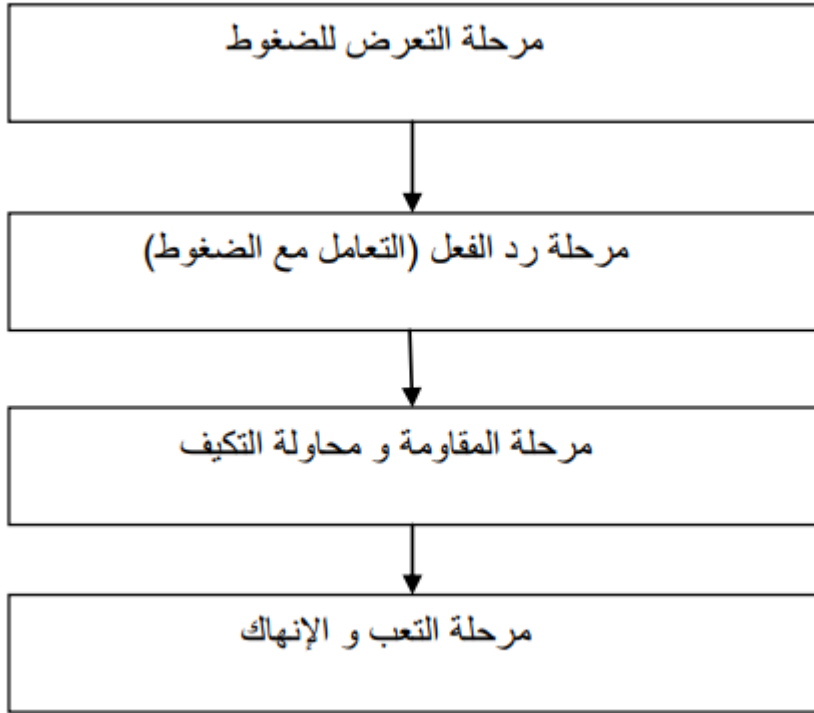 مرحلة التعرض للضغوط
مرحلة رد الفعل (التعامل مع الضغوط)
مرحلة المقاومة و محاولة التكيف
مرحلة التعب و الإنهاك